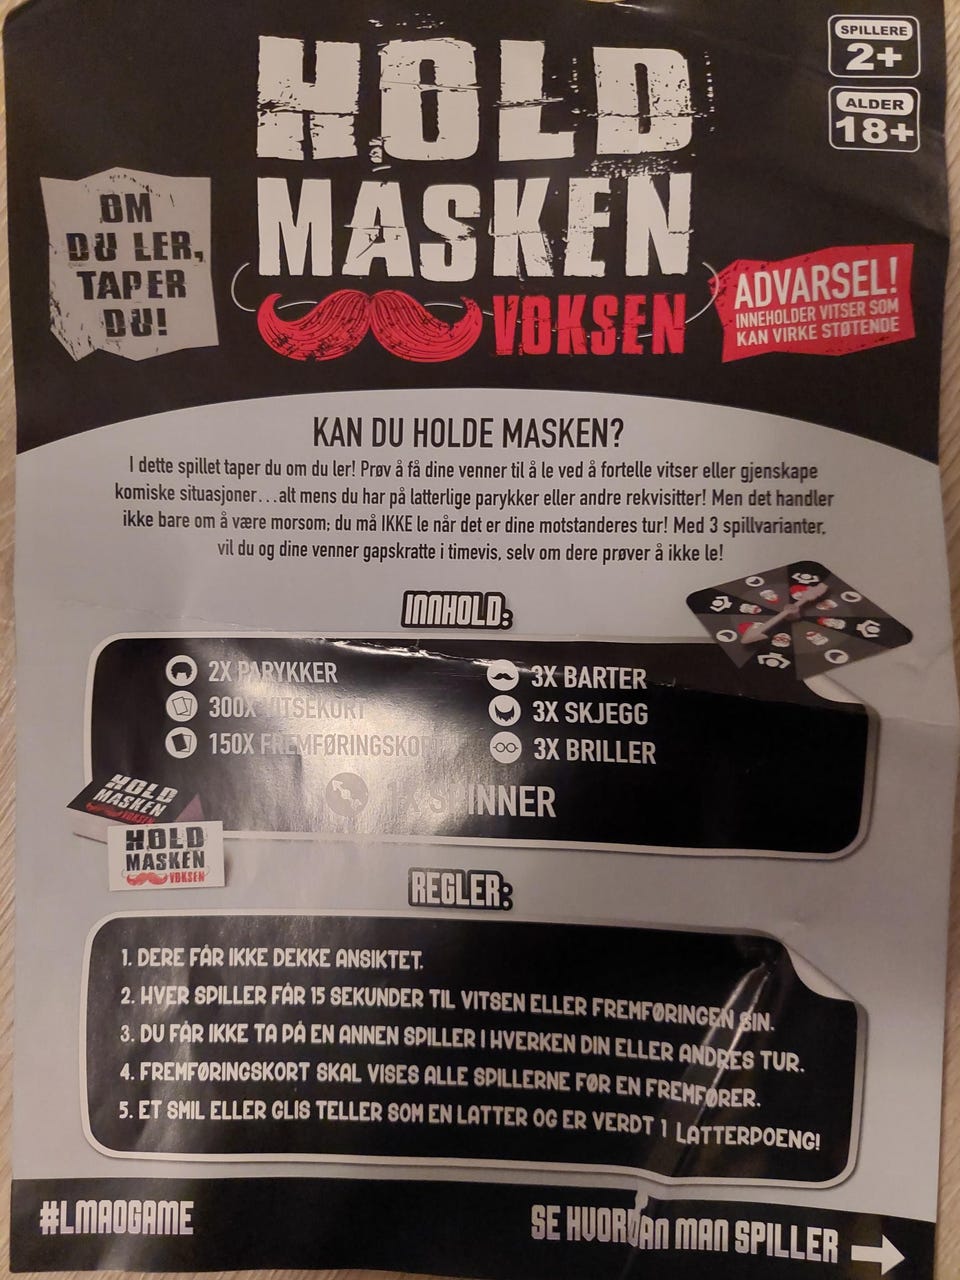 SPILLERE
2+
ALDER
18+
HOLD
MASKEN
VOKSEN
OM
DU LER,
TAPER
DU!
ADVARSEL!
INNEHOLDER VITSER SOM
KAN VIRKE STØTENDE
KAN DU HOLDE MASKEN?
I dette spillet taper du om du ler! Prøv å få dine venner til å le ved å fortelle vitser eller gjenskape
komiske situasjoner...alt mens du har på latterlige parykker eller andre rekvisitter! Men det handler
ikke bare om å være morsom; du må IKKE le når det er dine motstanderes tur! Med 3 spillvarianter,
vil du og dine venner gapskratte i timevis, selv om dere prøver å ikke le!
INNHOLD:
2X PARYKKER
300X VITSEKORT
150X FREMFØRINGSKORT
3X BARTER
3X SKJEGG
3X BRILLER
1X SPINNER
HOLD
MASKEN
VOKSEN
HOLD
MASKEN
VOKSEN
REGLER:
1. DERE FÅR IKKE DEKKE ANSIKTET.
2. HVER SPILLER FÅR 15 SEKUNDER TIL VITSEN ELLER FREMFØRINGEN SIN.
3. DU FÅR IKKE TA PÅ EN ANNEN SPILLER I HVERKEN DIN ELLER ANDRES TUR.
4. FREMFØRINGSKORT SKAL VISES ALLE SPILLERNE FØR EN FREMFØRER.
5. ET SMIL ELLER GLIS TELLER SOM EN LATTER OG ER VERDT 1 LATTERPOENG!
#LMAOGAME
SE HVORDAN MAN SPILLER